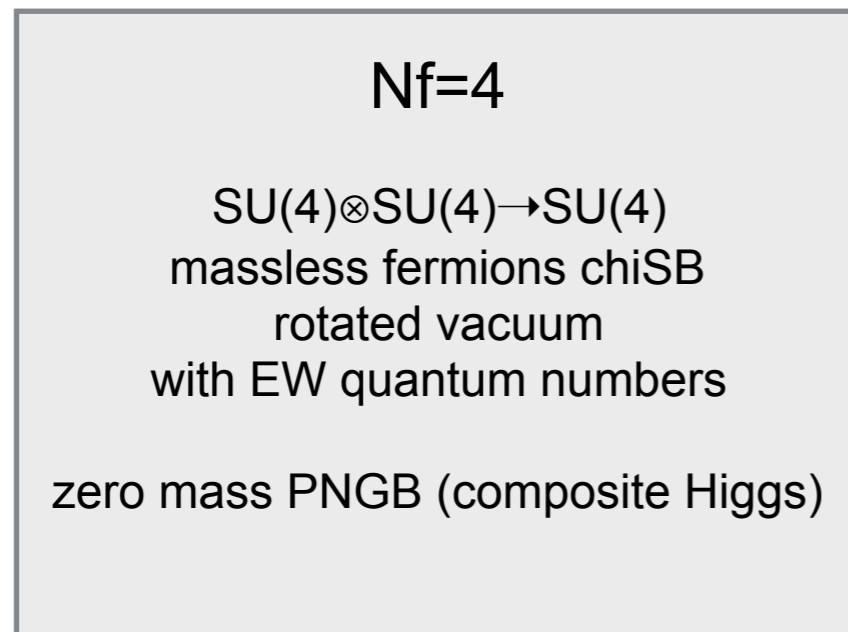 Nf=4
SU(4)⊗SU(4)→SU(4)
massless fermions chiSB
rotated vacuum
with EW quantum numbers
zero mass PNGB (composite Higgs)